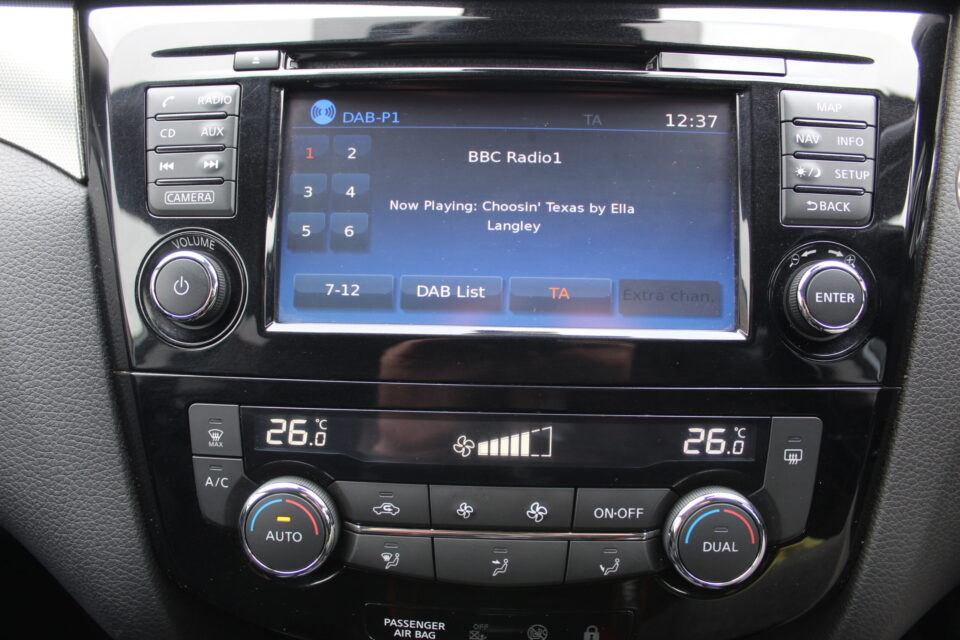 RADIO
CD AUX
CAMERA
VOLUME
DAB-P1 TA 12:37
1 2
3 4
5 6
BBC Radio1
Now Playing: Choosin' Texas by Ella
Langley
7-12 DAB List TA Extra chan.
MAP
NAV INFO
SETUP
BACK
ENTER
MAX
A/C
26.0 °C
26.0 °C
AUTO
ON·OFF
DUAL
PASSENGER
AIR BAG
OFF